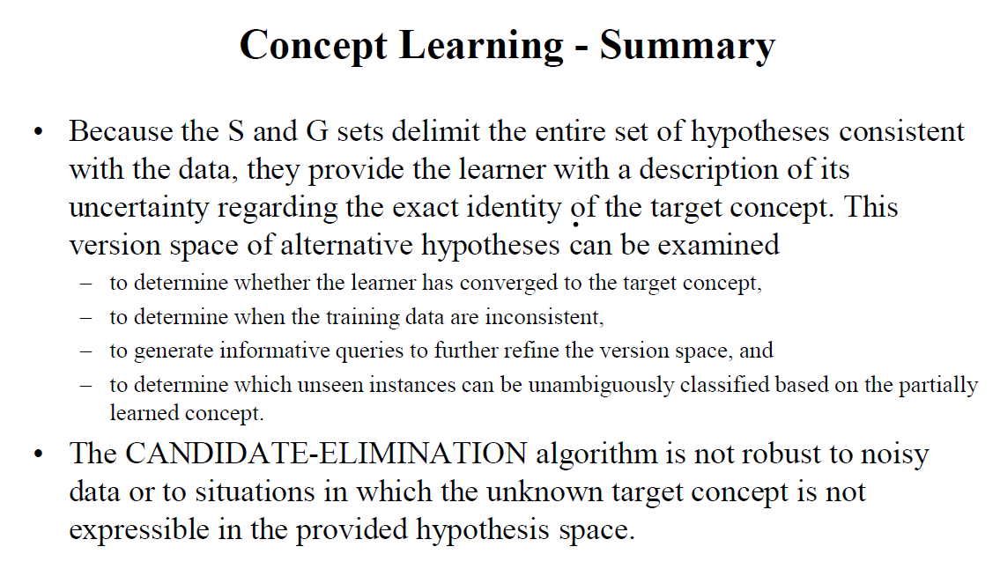 Concept Learning - Summary
• Because the S and G sets delimit the entire set of hypotheses consistent
with the data, they provide the learner with a description of its
uncertainty regarding the exact identity of the target concept. This
version space of alternative hypotheses can be examined
– to determine whether the learner has converged to the target concept,
– to determine when the training data are inconsistent,
– to generate informative queries to further refine the version space, and
– to determine which unseen instances can be unambiguously classified based on the partially
learned concept.
• The CANDIDATE-ELIMINATION algorithm is not robust to noisy
data or to situations in which the unknown target concept is not
expressible in the provided hypothesis space.